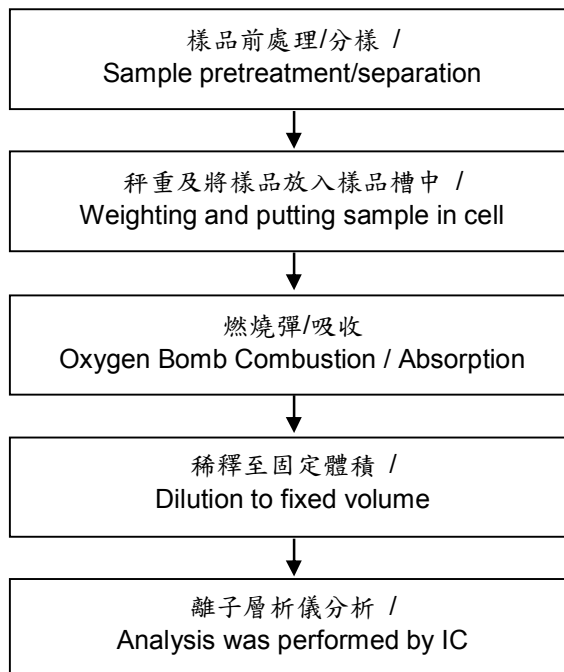 樣品前處理/分樣 /
Sample pretreatment/separation
秤重及將樣品放入樣品槽中 /
Weighting and putting sample in cell
燃燒彈/吸收
Oxygen Bomb Combustion / Absorption
稀釋至固定體積 /
Dilution to fixed volume
離子層析儀分析 /
Analysis was performed by IC